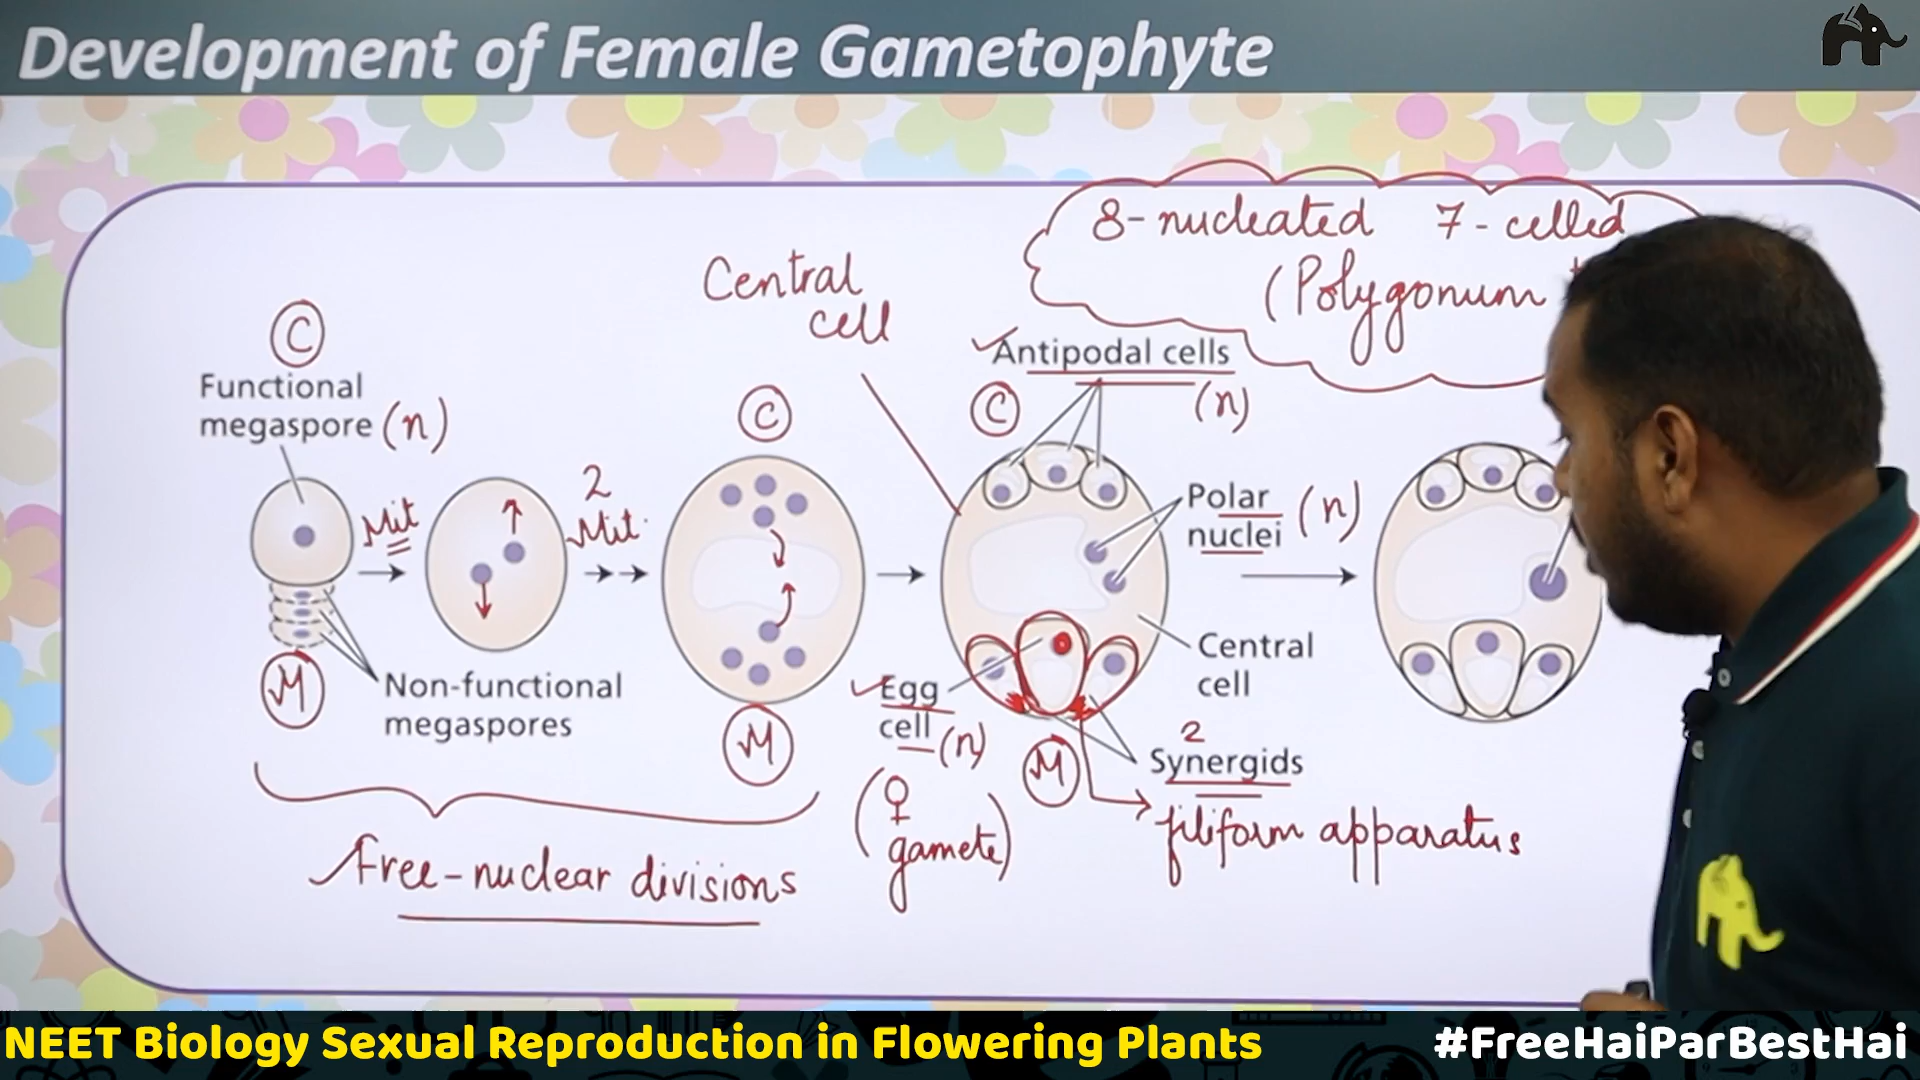 Development of Female Gametophyte
8-nucleated 7-celled
(Polygonum
Central
cell
Antipodal cells
(n)
C
Functional
megaspore (n)
C
C
Mit
2
Mit.
Polar
nuclei (n)
Central
cell
Non-functional
megaspores
M
M
Egg
cell (n)
(♀
gamete)
M
2
Synergids
filiform apparatus
Free-nuclear divisions
NEET Biology Sexual Reproduction in Flowering Plants
#FreeHaiParBestHai